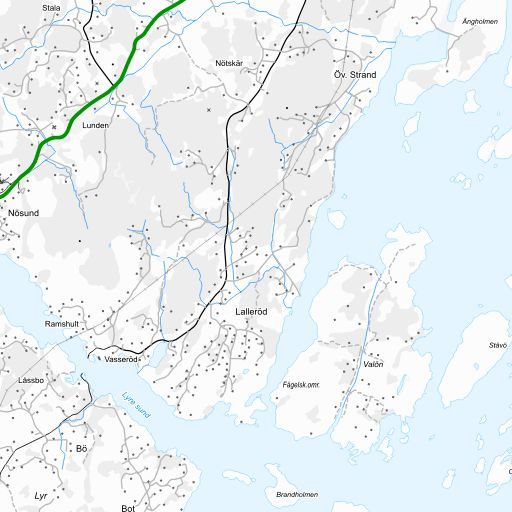 Stala
Ängholmen
Nötskär
Öv. Strand
Lunden
Nösund
Lalleröd
Ramshult
Stävö
Vasseröd
Valön
Lässbo
Fågelsk.omr.
Lyre sund
Bö
Lyr
Brandholmen
Bot